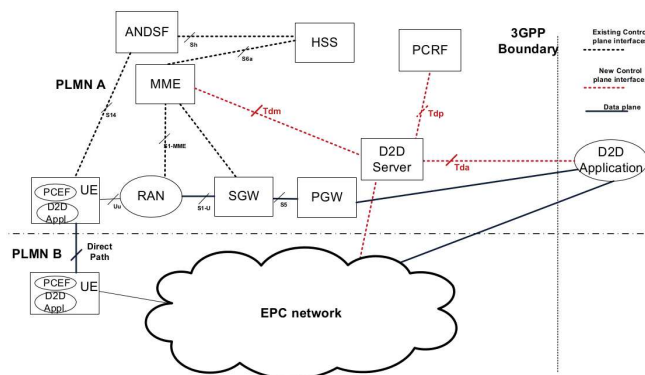 ANDSF
Sh
HSS
S6a
PCRF
3GPP
Boundary
Existing Control
plane interfaces
New Control
plane interfaces
Data plane
PLMN A
MME
S14
S1-MME
Tdm
Tdp
D2D
Server
Tda
D2D
Application
PCEF
UE
D2D
Appl.
Uu
RAN
S1-U
SGW
S5
PGW
PLMN B
Direct
Path
PCEF
UE
D2D
Appl.
EPC network